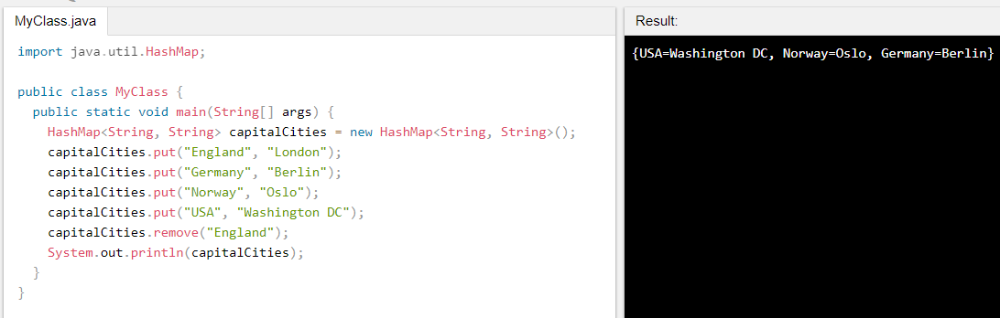 MyClass.java
import java.util.HashMap;
public class MyClass {
  public static void main(String[] args) {
    HashMap<String, String> capitalCities = new HashMap<String, String>();
    capitalCities.put("England", "London");
    capitalCities.put("Germany", "Berlin");
    capitalCities.put("Norway", "Oslo");
    capitalCities.put("USA", "Washington DC");
    capitalCities.remove("England");
    System.out.println(capitalCities);
  }
}
Result:
{USA=Washington DC, Norway=Oslo, Germany=Berlin}